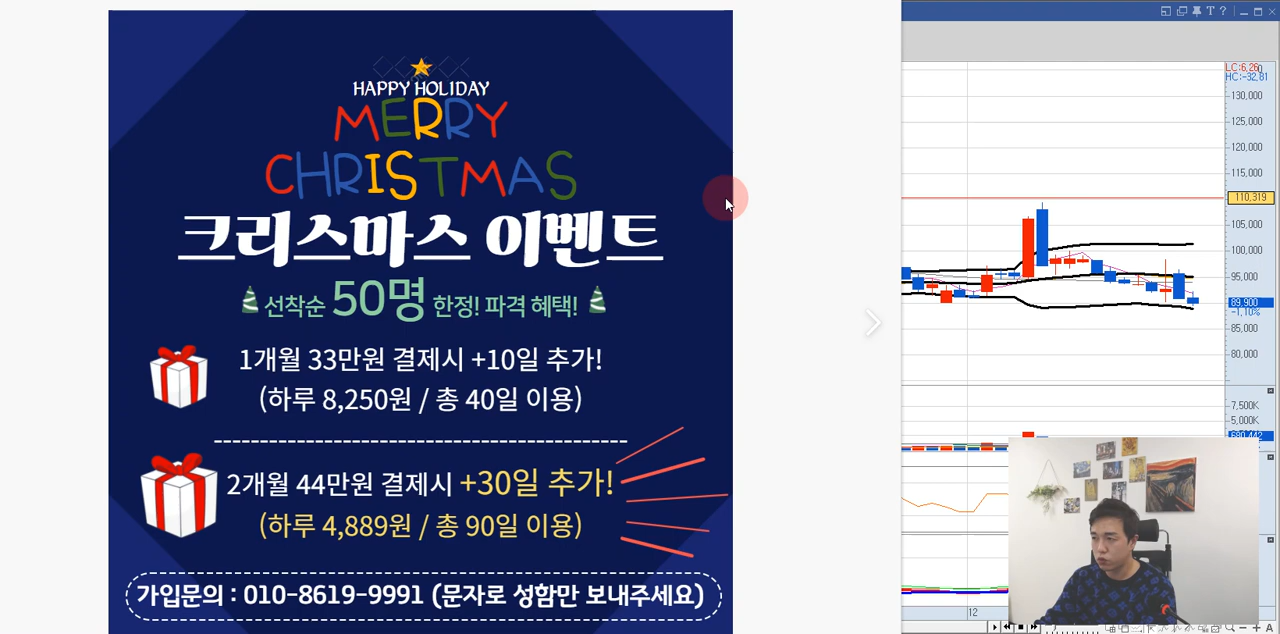 HAPPY HOLIDAY
MERRY
CHRISTMAS
크리스마스 이벤트
선착순 50명 한정! 파격 혜택!
1개월 33만원 결제시 +10일 추가!
(하루 8,250원 / 총 40일 이용)
2개월 44만원 결제시 +30일 추가!
(하루 4,889원 / 총 90일 이용)
가입문의 : 010-8619-9991 (문자로 성함만 보내주세요)
T ?
LC:6,26
HC:-32,81
130,000
125,000
120,000
115,000
110,319
105,000
100,000
95,000
89,900
-1,10%
85,000
80,000
7,500K
5,000K
12
A